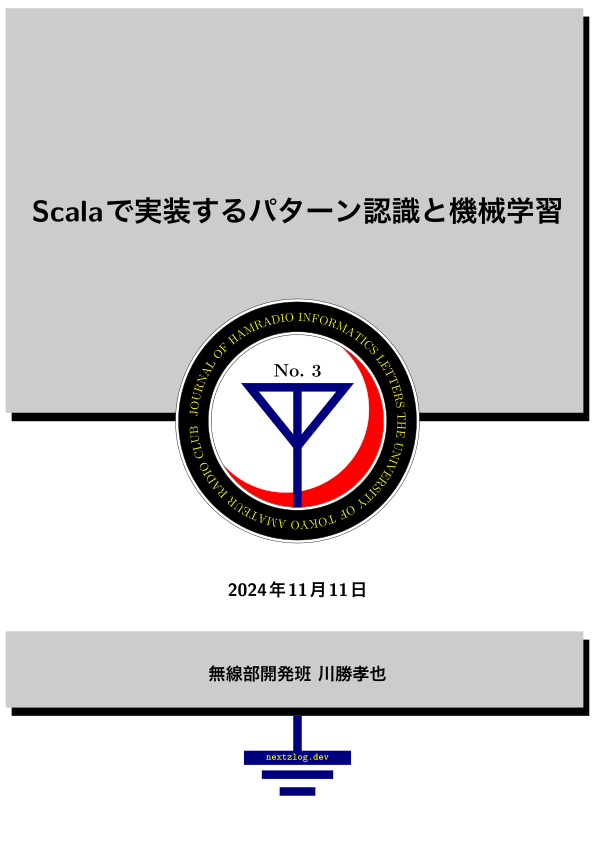 Scalaで実装するパターン認識と機械学習
JOURNAL OF HAMRADIO INFORMATICS LETTERS THE UNIVERSITY OF TOKYO AMATEUR RADIO CLUB
No. 3
2024年11月11日
無線部開発班 川勝孝也
nextzlog.dev